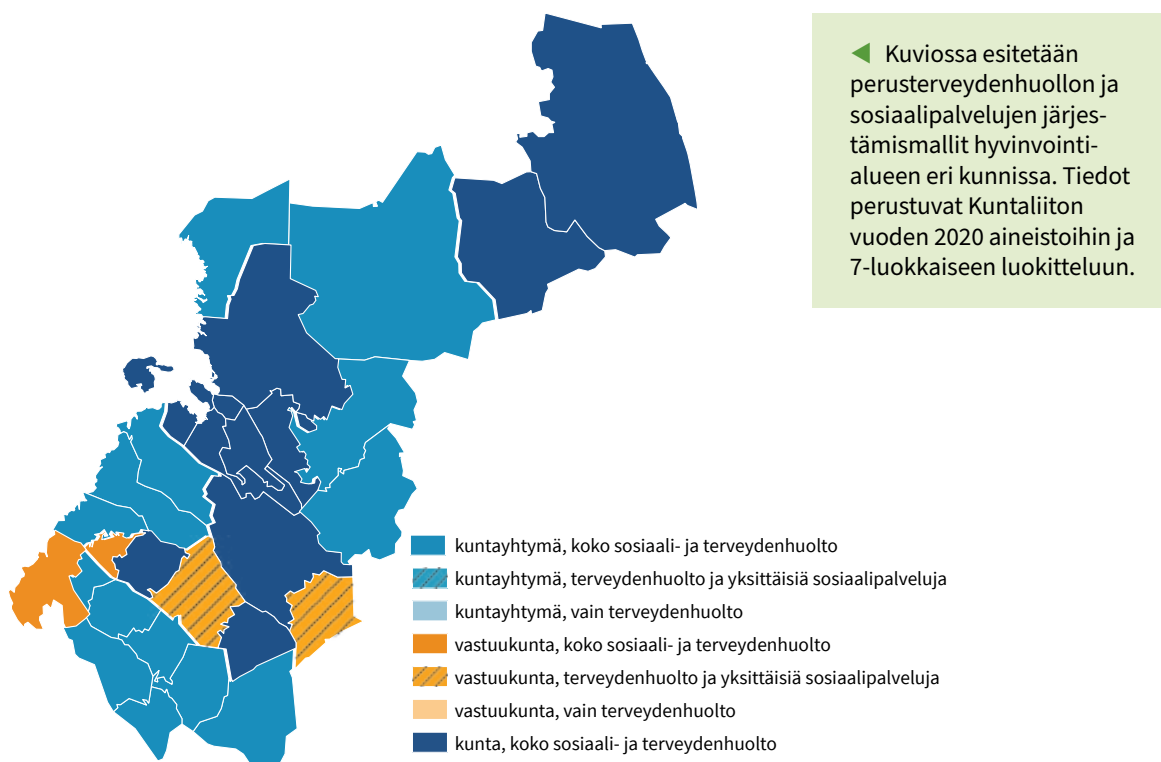 ◀ Kuviossa esitetään
perusterveydenhuollon ja
sosiaalipalvelujen järjes-
tämismallit hyvinvointi-
alueen eri kunnissa. Tiedot
perustuvat Kuntaliiton
vuoden 2020 aineistoihin ja
7-luokkaiseen luokitteluun.
kuntayhtymä, koko sosiaali- ja terveydenhuolto
kuntayhtymä, terveydenhuolto ja yksittäisiä sosiaalipalveluja
kuntayhtymä, vain terveydenhuolto
vastuukunta, koko sosiaali- ja terveydenhuolto
vastuukunta, terveydenhuolto ja yksittäisiä sosiaalipalveluja
vastuukunta, vain terveydenhuolto
kunta, koko sosiaali- ja terveydenhuolto